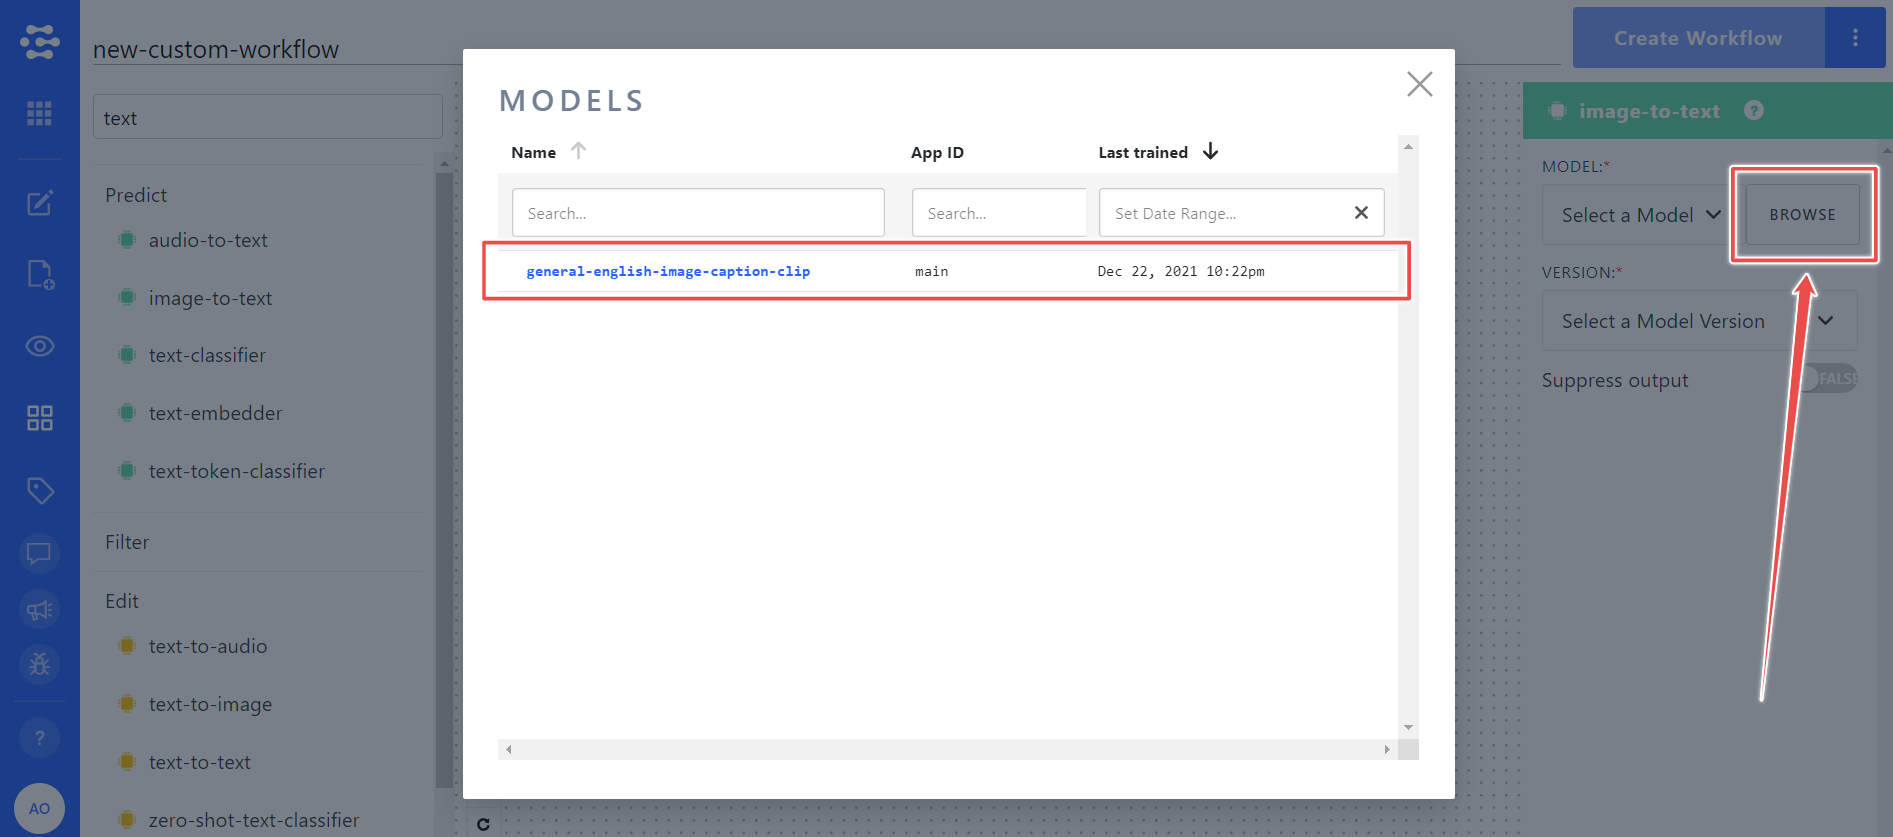 new-custom-workflow
Create Workflow
text
Predict
audio-to-text
image-to-text
text-classifier
text-embedder
text-token-classifier
Filter
Edit
text-to-audio
text-to-image
text-to-text
zero-shot-text-classifier
?
AO
MODELS
Name
App ID
Last trained
Search...
Search...
Set Date Range...
general-english-image-caption-clip
main
Dec 22, 2021 10:22pm
image-to-text ?
MODEL:*
Select a Model
BROWSE
VERSION:*
Select a Model Version
Suppress output
FALSE